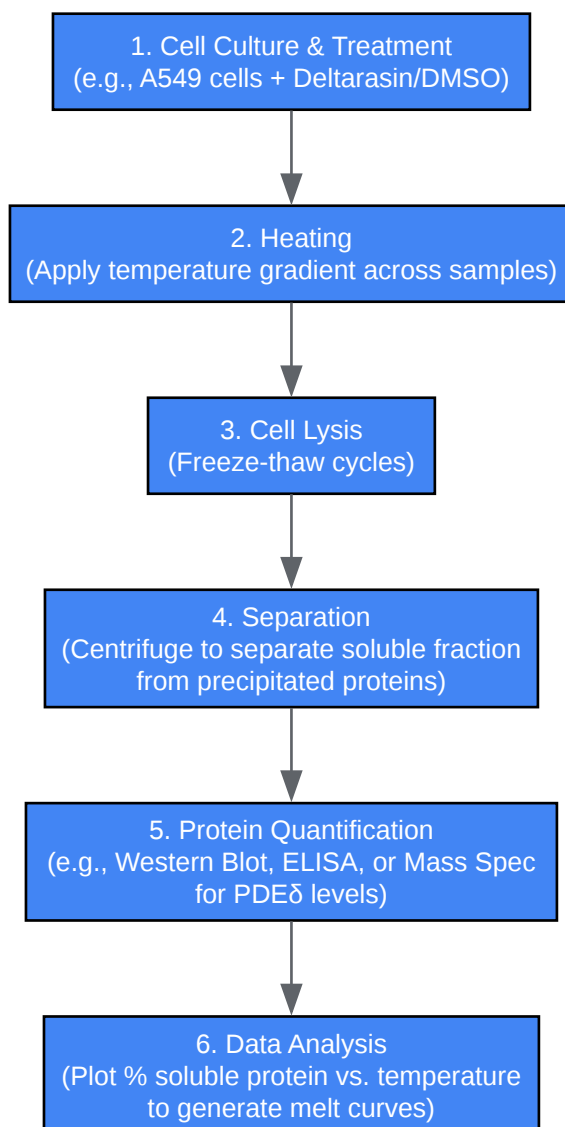 1. Cell Culture & Treatment
(e.g., A549 cells + Deltarasin/DMSO)
2. Heating
(Apply temperature gradient across samples)
3. Cell Lysis
(Freeze-thaw cycles)
4. Separation
(Centrifuge to separate soluble fraction
from precipitated proteins)
5. Protein Quantification
(e.g., Western Blot, ELISA, or Mass Spec
for PDEδ levels)
6. Data Analysis
(Plot % soluble protein vs. temperature
to generate melt curves)